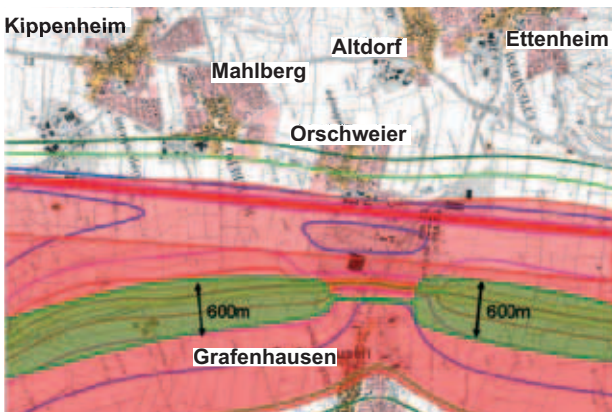 Kippenheim
Altdorf
Ettenheim
Mahlberg
Orschweier
600m
600m
Grafenhausen